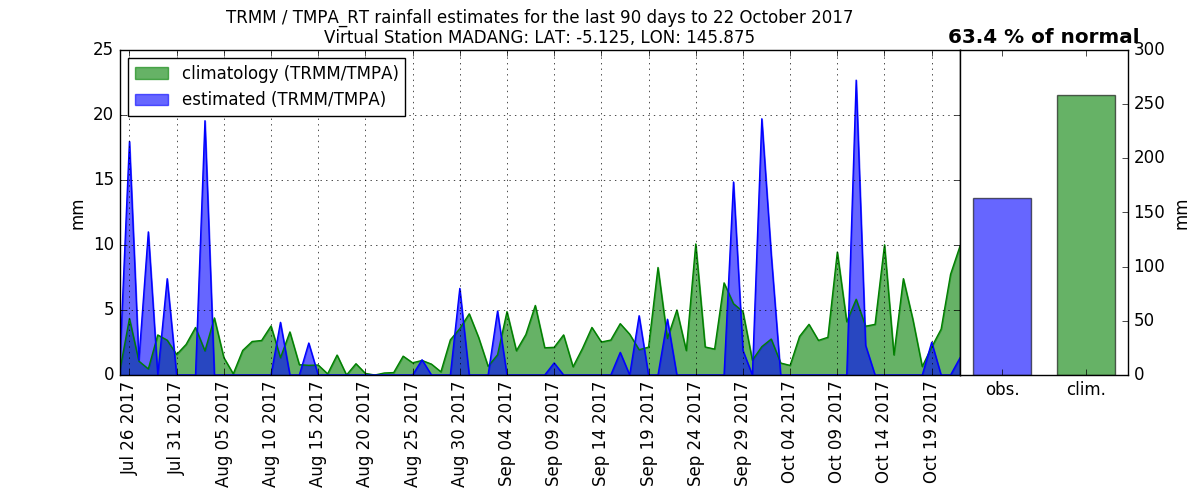 TRMM / TMPA_RT rainfall estimates for the last 90 days to 22 October 2017
Virtual Station MADANG: LAT: -5.125, LON: 145.875
63.4 % of normal
climatology (TRMM/TMPA)
estimated (TRMM/TMPA)
25
20
15
10
5
0
mm
Jul 26 2017
Jul 31 2017
Aug 05 2017
Aug 10 2017
Aug 15 2017
Aug 20 2017
Aug 25 2017
Aug 30 2017
Sep 04 2017
Sep 09 2017
Sep 14 2017
Sep 19 2017
Sep 24 2017
Sep 29 2017
Oct 04 2017
Oct 09 2017
Oct 14 2017
Oct 19 2017
300
250
200
150
100
50
0
mm
obs.
clim.